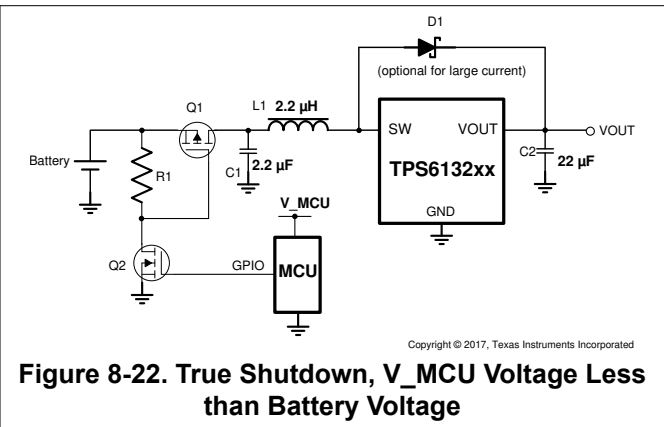 D1
(optional for large current)
Q1
L1 2.2 µH
SW
VOUT
VOUT
Battery
R1
C1
2.2 µF
TPS6132xx
C2
22 µF
V_MCU
GND
Q2
GPIO
MCU
Copyright © 2017, Texas Instruments Incorporated
Figure 8-22. True Shutdown, V_MCU Voltage Less
than Battery Voltage